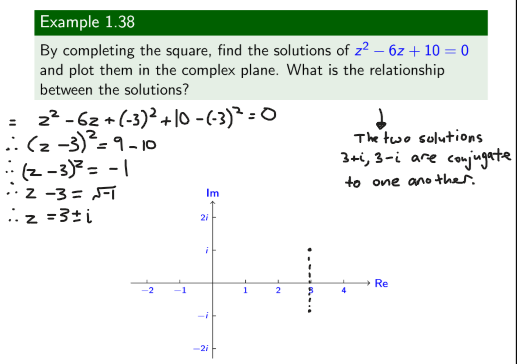 Example 1.38
By completing the square, find the solutions of z² − 6z + 10 = 0
and plot them in the complex plane. What is the relationship
between the solutions?
= z² − 6z + (-3)² + 10 − (-3)² = 0
∴ (z − 3)² = 9 − 10
∴ (z − 3)² = −1
∴ z − 3 = √−1
∴ z = 3 ± i
↓
The two solutions
3+i, 3−i are conjugate
to one another.
Im
2i
i
−2 −1 1 2 3 4 Re
−i
−2i